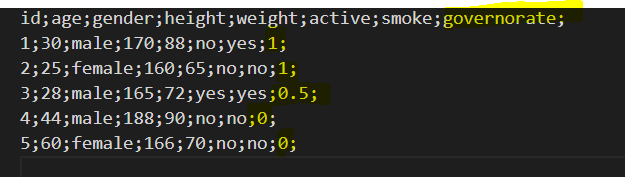 id;age;gender;height;weight;active;smoke;governorate;
1;30;male;170;88;no;yes;1;
2;25;female;160;65;no;no;1;
3;28;male;165;72;yes;yes;0.5;
4;44;male;188;90;no;no;0;
5;60;female;166;70;no;no;0;